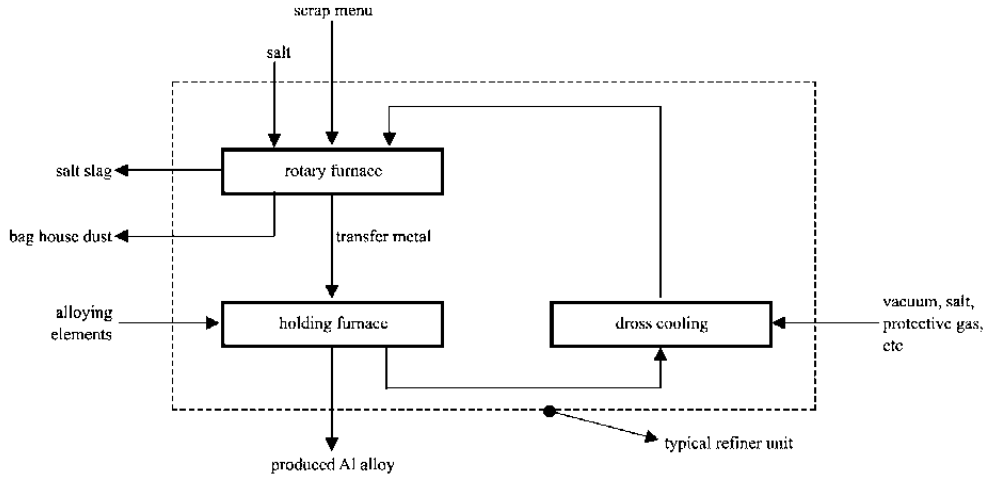 scrap menu
salt
salt slag
rotary furnace
bag house dust
transfer metal
alloying
elements
holding furnace
dross cooling
vacuum, salt,
protective gas,
etc
typical refiner unit
produced Al alloy